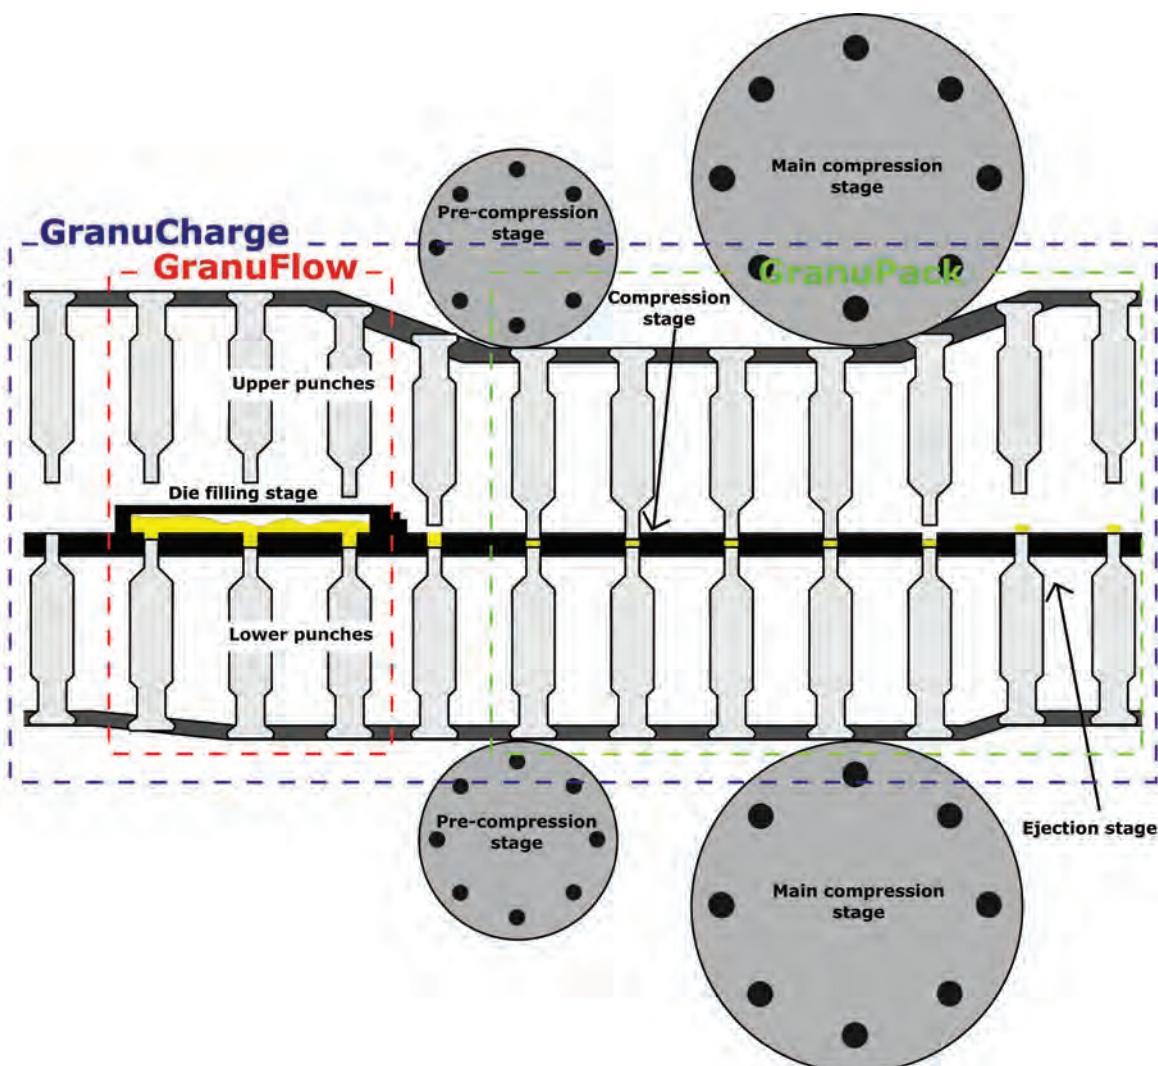 Main compression
stage
Pre-compression
stage
GranuCharge
GranuFlow
GranuPack
Compression
stage
Upper punches
Die filling stage
Lower punches
Pre-compression
stage
Ejection stage
Main compression
stage